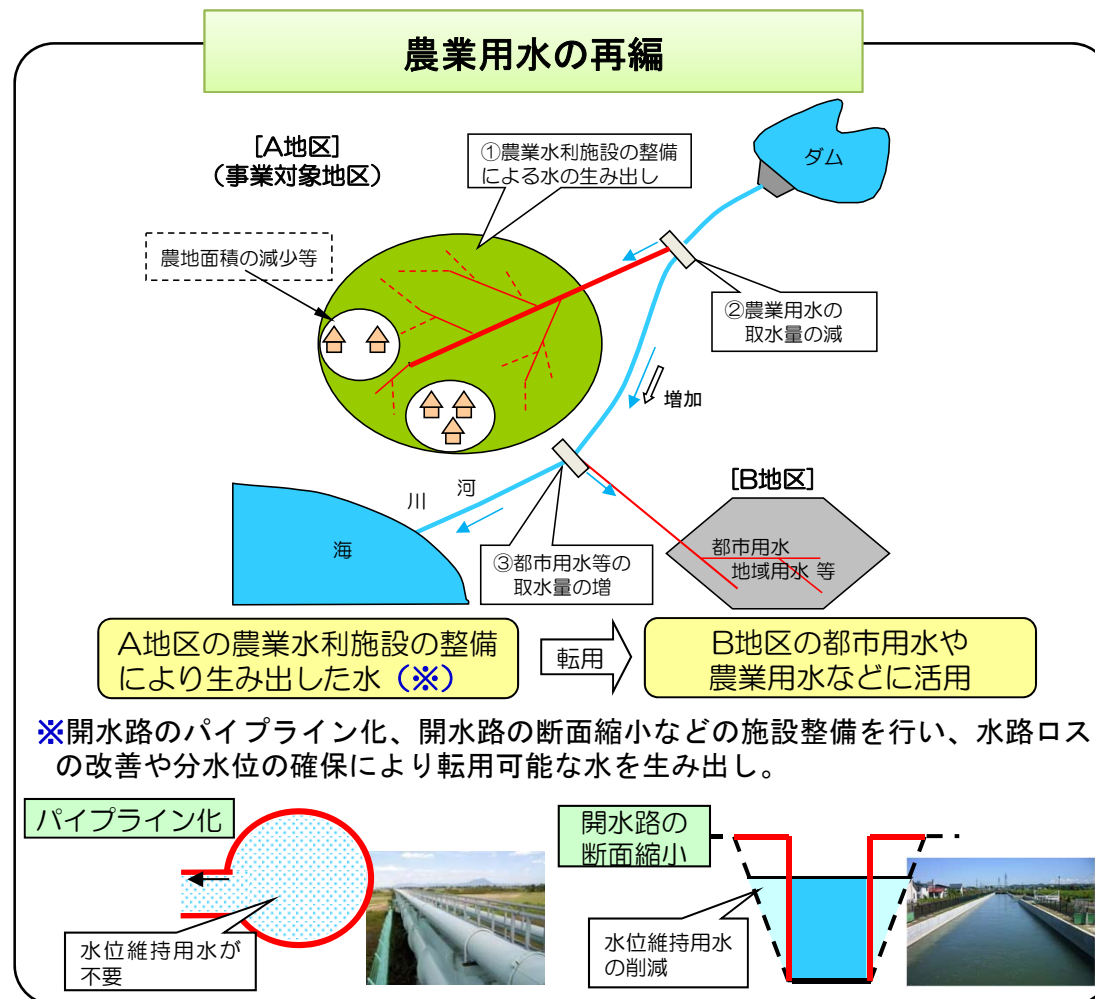 農業用水の再編
[A地区]
（事業対象地区）
①農業水利施設の整備
による水の生み出し
ダム
農地面積の減少等
②農業用水の
取水量の減
増加
川 河
[B地区]
海
③都市用水等の
取水量の増
都市用水
地域用水 等
A地区の農業水利施設の整備
により生み出した水（※）
転用
B地区の都市用水や
農業用水などに活用
※開水路のパイプライン化、開水路の断面縮小などの施設整備を行い、水路ロス
の改善や分水位の確保により転用可能な水を生み出し。
パイプライン化
水位維持用水が
不要
開水路の
断面縮小
水位維持用水
の削減